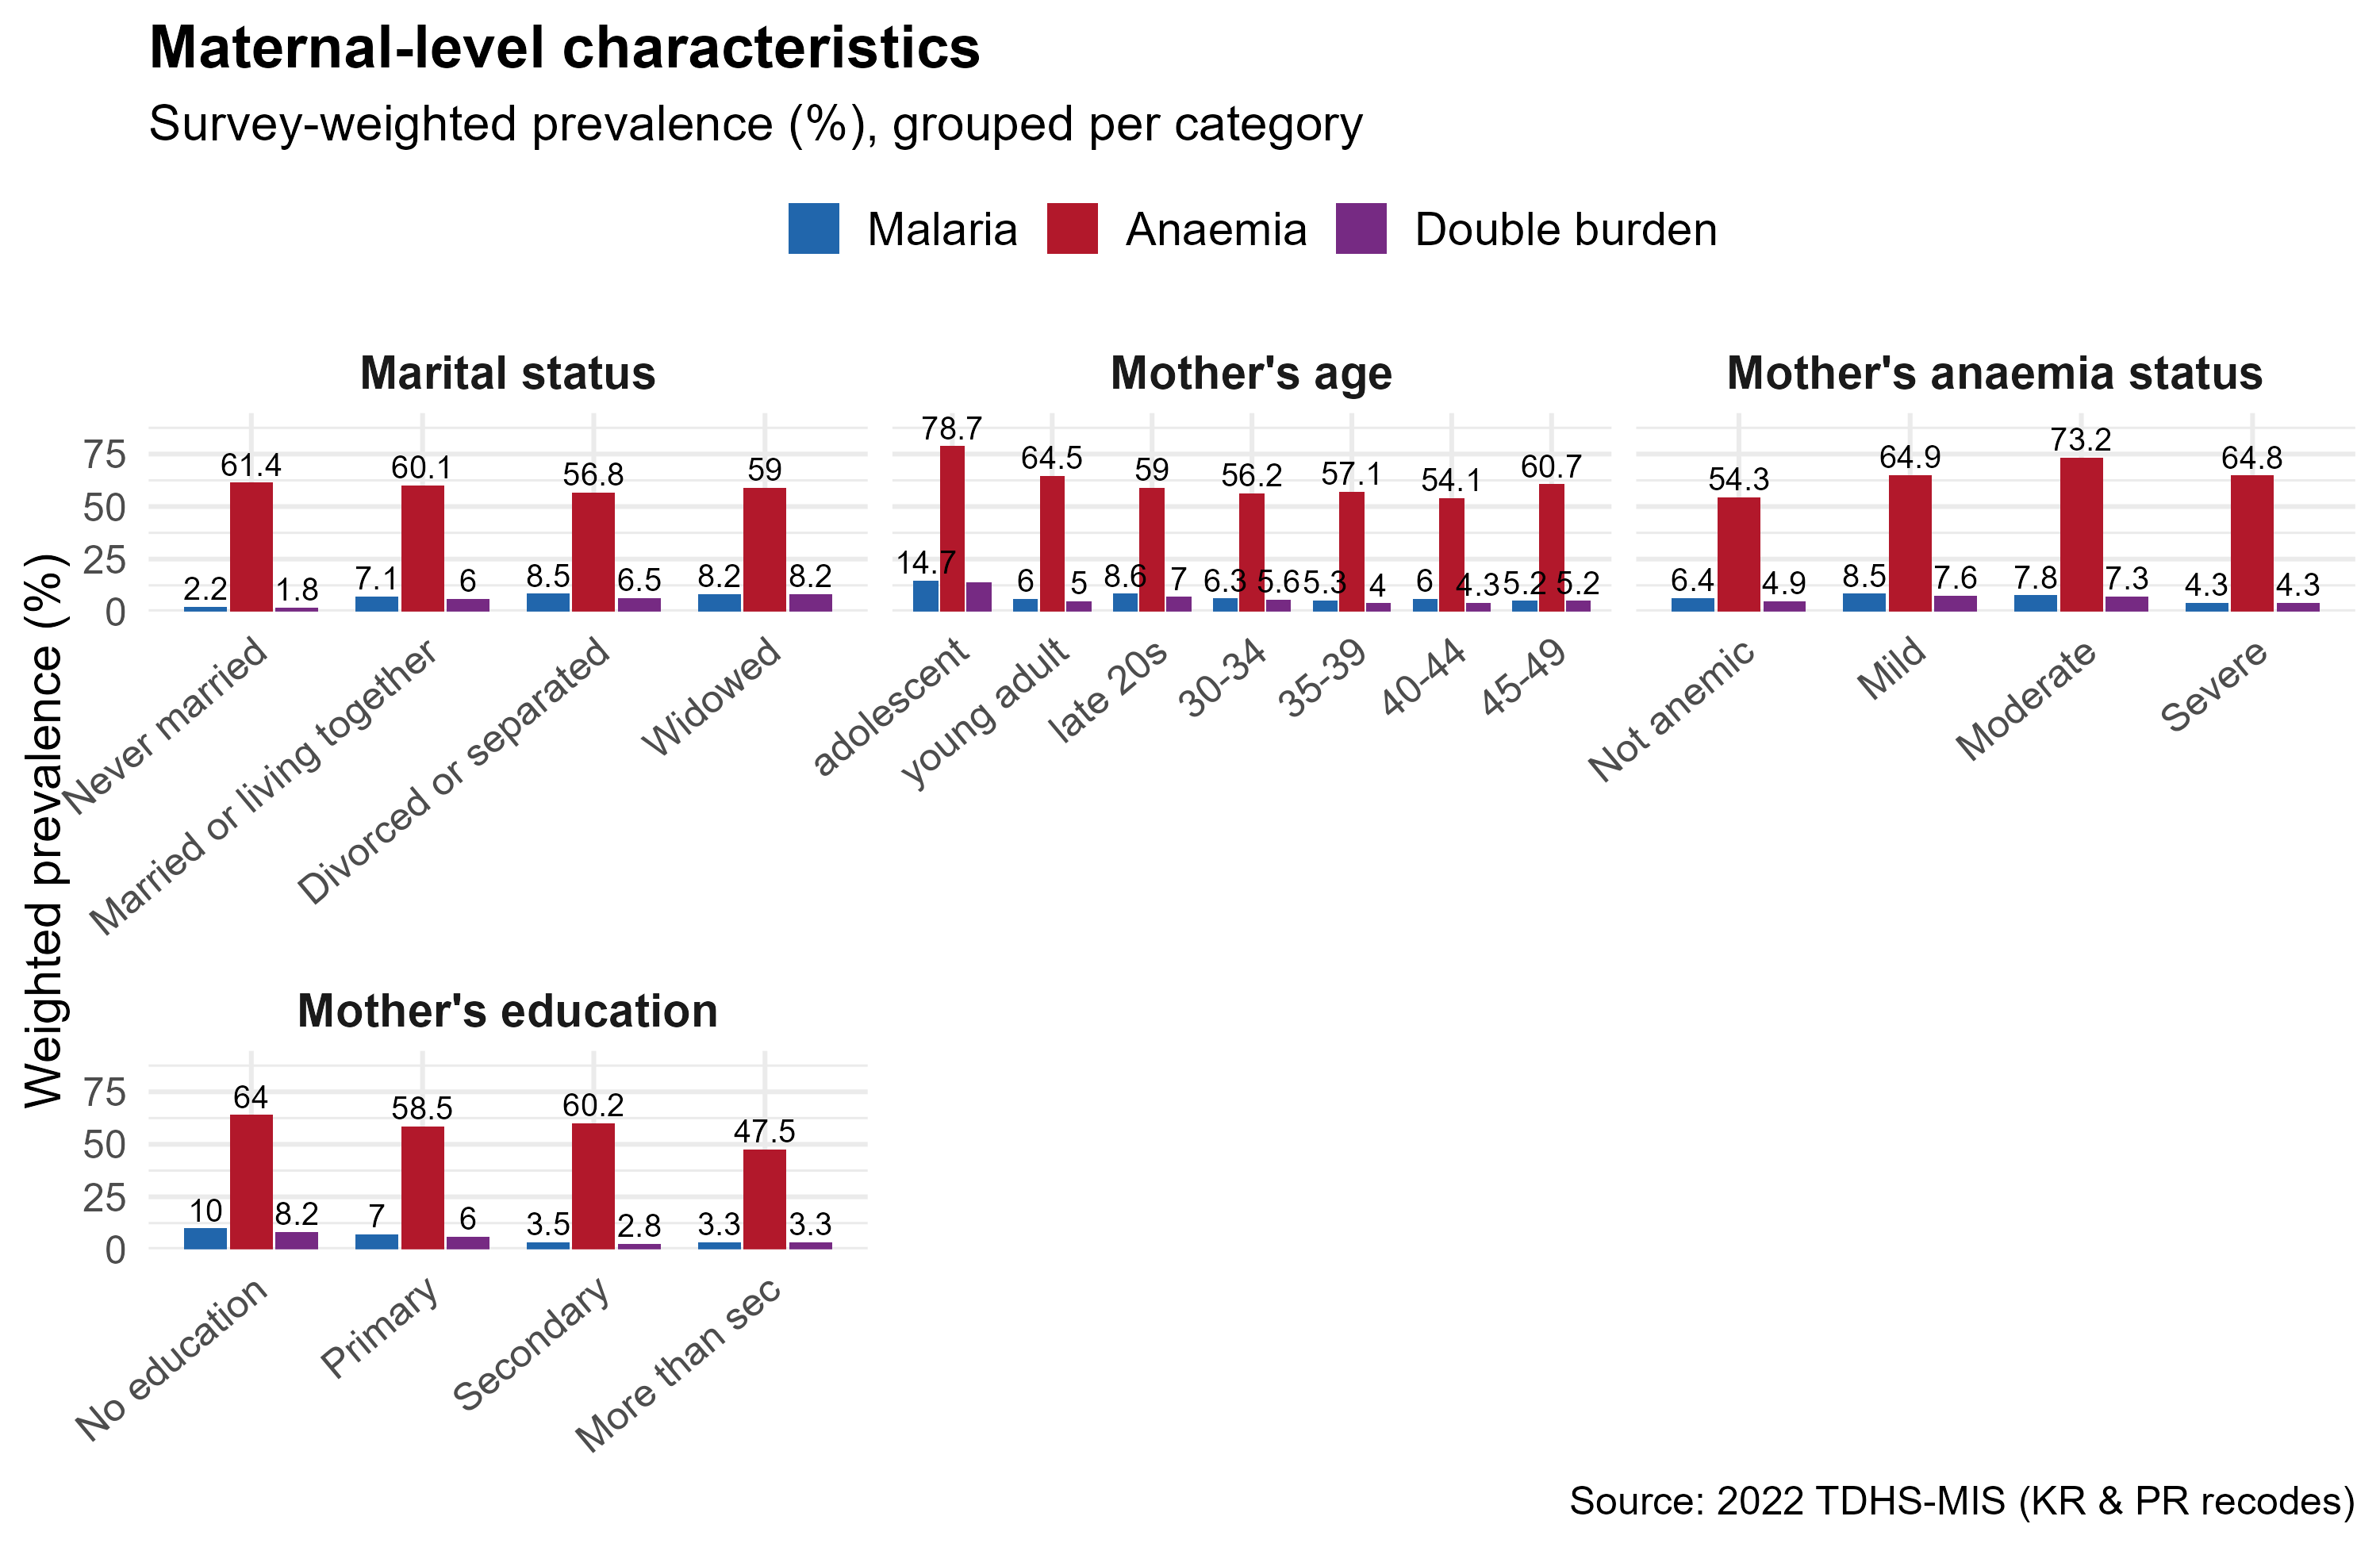 Maternal-level characteristics
Survey-weighted prevalence (%), grouped per category
Malaria Anaemia Double burden
Weighted prevalence (%)
Marital status
75
50
25
0
2.2 61.4 1.8
7.1 60.1 6
8.5 56.8 6.5
8.2 59 8.2
Never married
Married or living together
Divorced or separated
Widowed
Mother's age
14.7 78.7
6 64.5 5
8.6 59 7
6.3 56.2 5.6
5.3 57.1 4
6 54.1 4.3
5.2 60.7 5.2
adolescent
young adult
late 20s
30-34
35-39
40-44
45-49
Mother's anaemia status
6.4 54.3 4.9
8.5 64.9 7.6
7.8 73.2 7.3
4.3 64.8 4.3
Not anemic
Mild
Moderate
Severe
Mother's education
75
50
25
0
10 64 8.2
7 58.5 6
3.5 60.2 2.8
3.3 47.5 3.3
No education
Primary
Secondary
More than sec
Source: 2022 TDHS-MIS (KR & PR recodes)